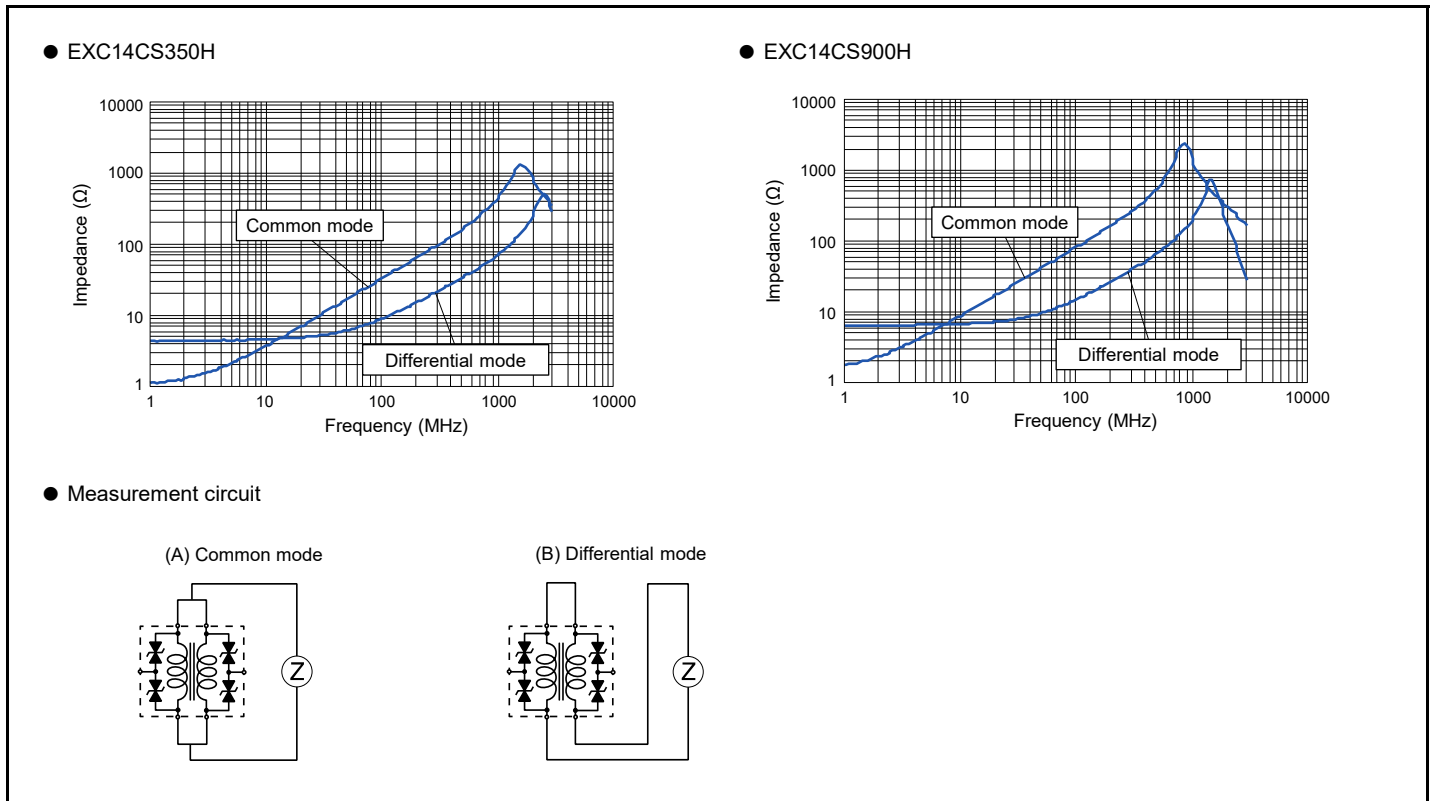 ● EXC14CS350H
10000
1000
100
10
1
Impedance (Ω)
Common mode
Differential mode
1 10 100 1000 10000
Frequency (MHz)
● EXC14CS900H
10000
1000
100
10
1
Impedance (Ω)
Common mode
Differential mode
1 10 100 1000 10000
Frequency (MHz)
● Measurement circuit
(A) Common mode
Z
(B) Differential mode
Z